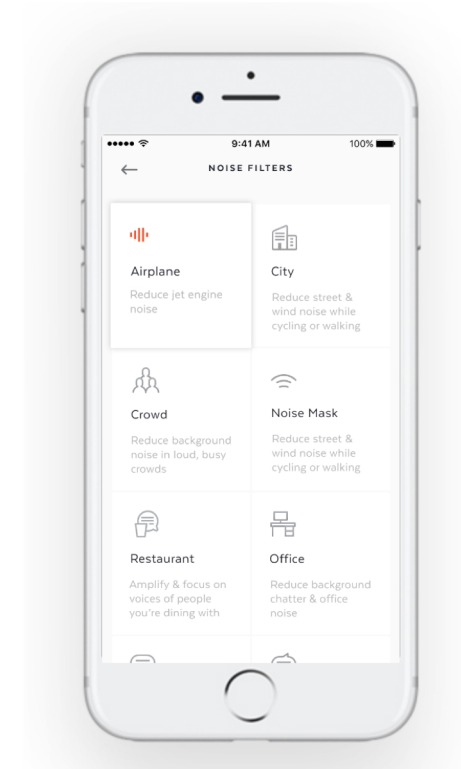 9:41 AM
100%
NOISE FILTERS
Airplane
Reduce jet engine
noise
City
Reduce street &
wind noise while
cycling or walking
Crowd
Reduce background
noise in loud, busy
crowds
Noise Mask
Reduce street &
wind noise while
cycling or walking
Restaurant
Amplify & focus on
voices of people
you're dining with
Office
Reduce background
chatter & office
noise